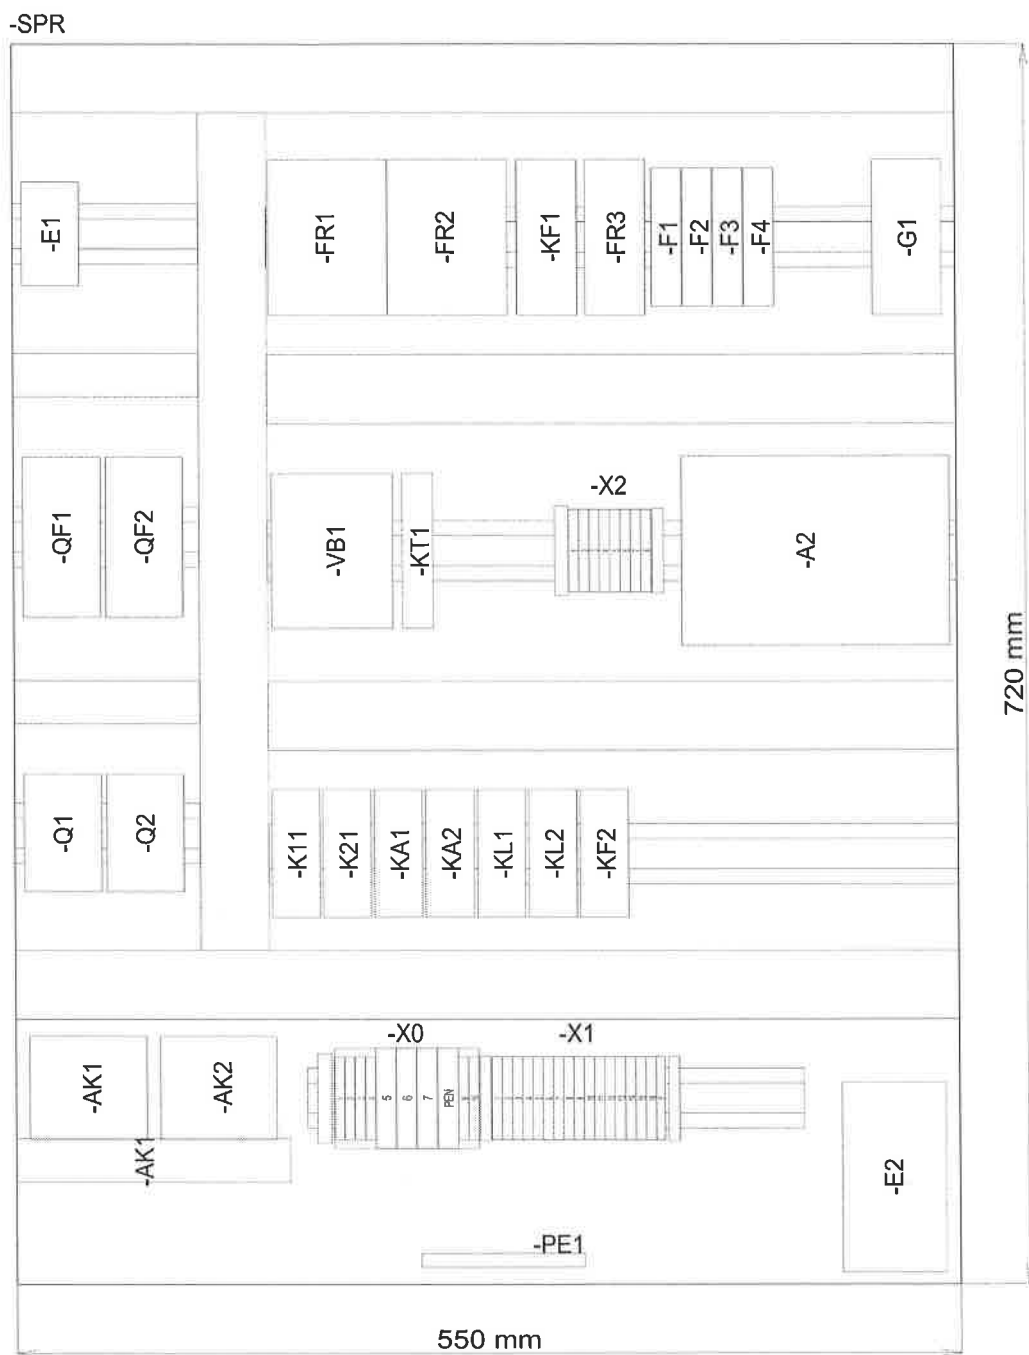 -SPR
-E1
-FR1
-FR2
-KF1
-FR3
-F1
-F2
-F3
-F4
-G1
-QF1
-QF2
-VB1
-KT1
-X2
-A2
720 mm
-Q1
-Q2
-K11
-K21
-KA1
-KA2
-KL1
-KL2
-KF2
-X0
-X1
-AK1
-AK2
5
6
7
PEN
-AK1
-E2
-PE1
550 mm